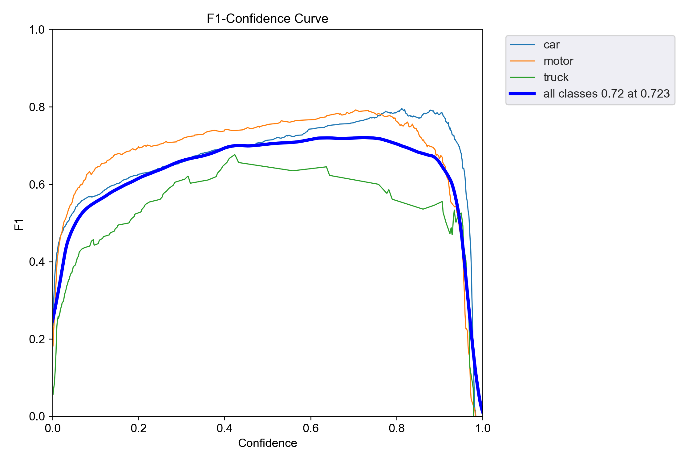 F1-Confidence Curve
car
motor
truck
all classes 0.72 at 0.723
1.0
0.8
0.6
0.4
0.2
0.0
F1
0.0 0.2 0.4 0.6 0.8 1.0
Confidence